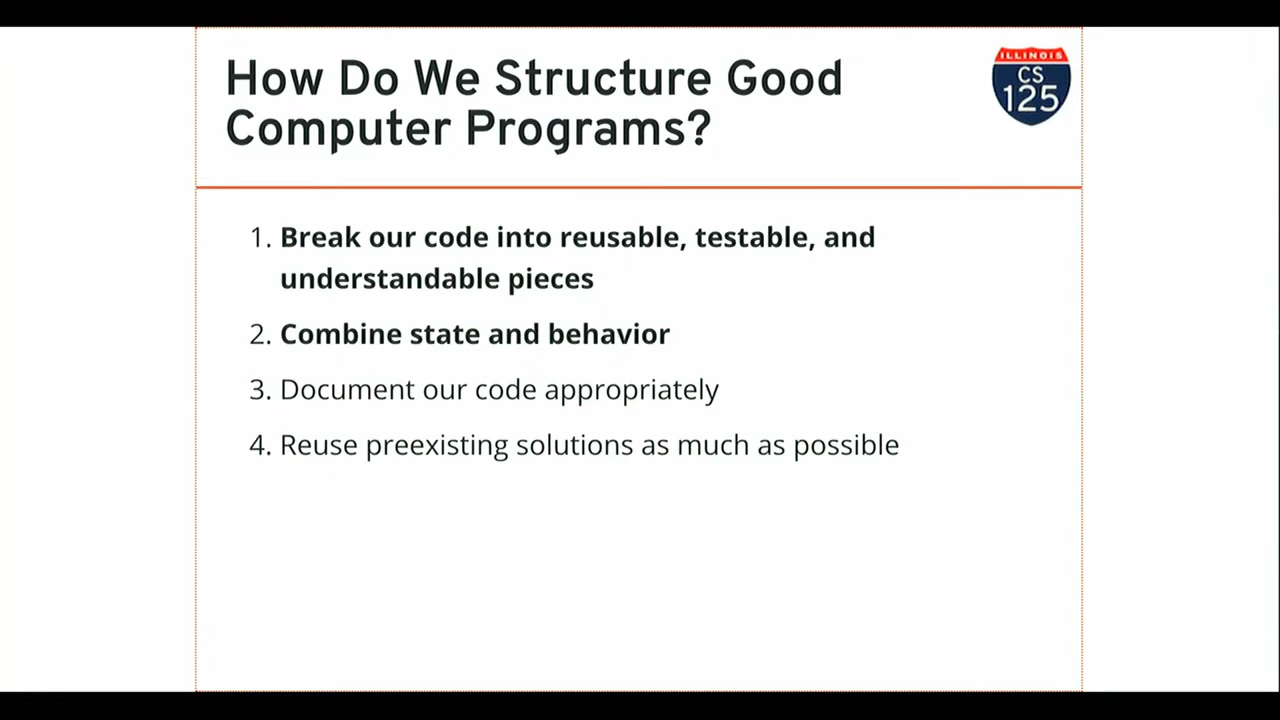 How Do We Structure Good
Computer Programs?
ILLINOIS
CS
125
1. Break our code into reusable, testable, and
understandable pieces
2. Combine state and behavior
3. Document our code appropriately
4. Reuse preexisting solutions as much as possible